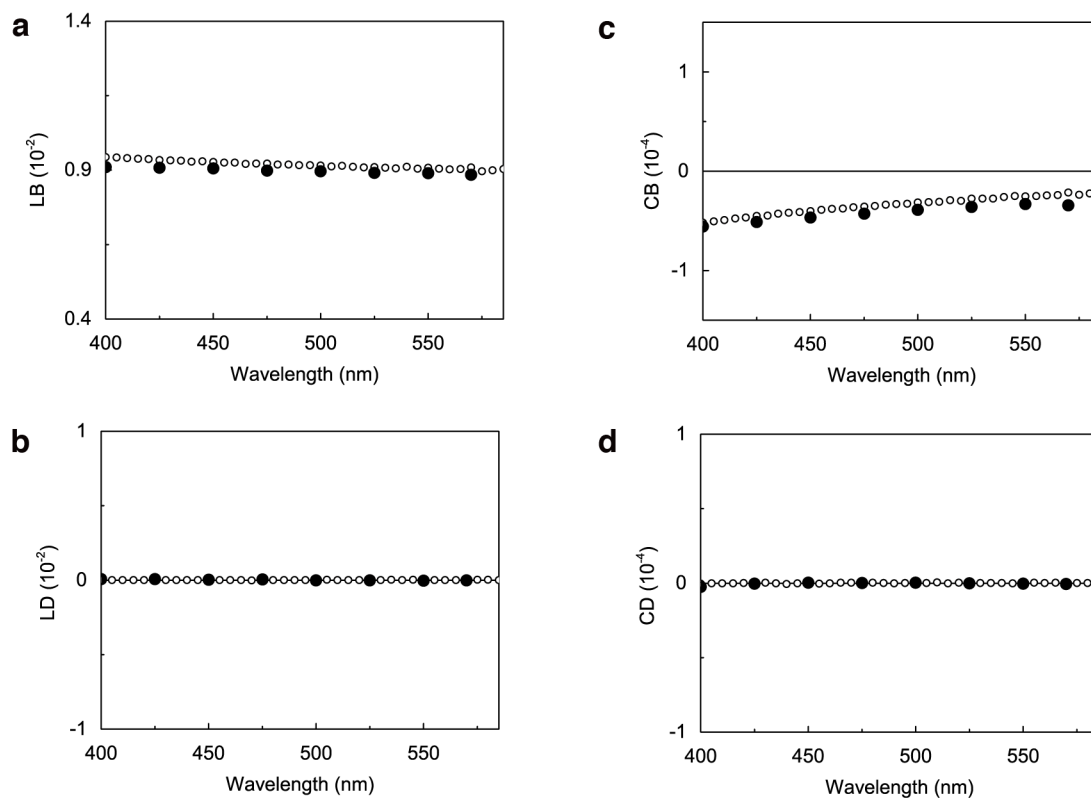 a
1.4
0.9
0.4
LB (10⁻²)
400 450 500 550
Wavelength (nm)
c
1
0
-1
CB (10⁻⁴)
400 450 500 550
Wavelength (nm)
b
1
0
-1
LD (10⁻²)
400 450 500 550
Wavelength (nm)
d
1
0
-1
CD (10⁻⁴)
400 450 500 550
Wavelength (nm)